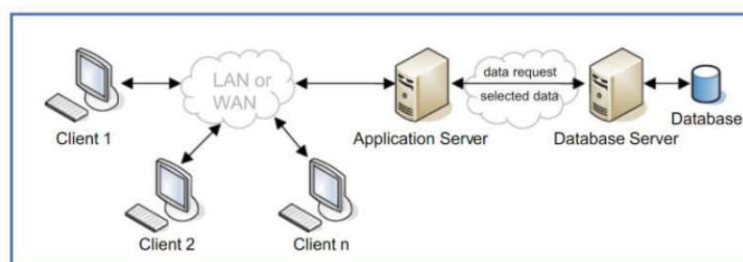 LAN or
WAN
data request
selected data
Client 1
Application Server
Database Server
Database
Client 2
Client n